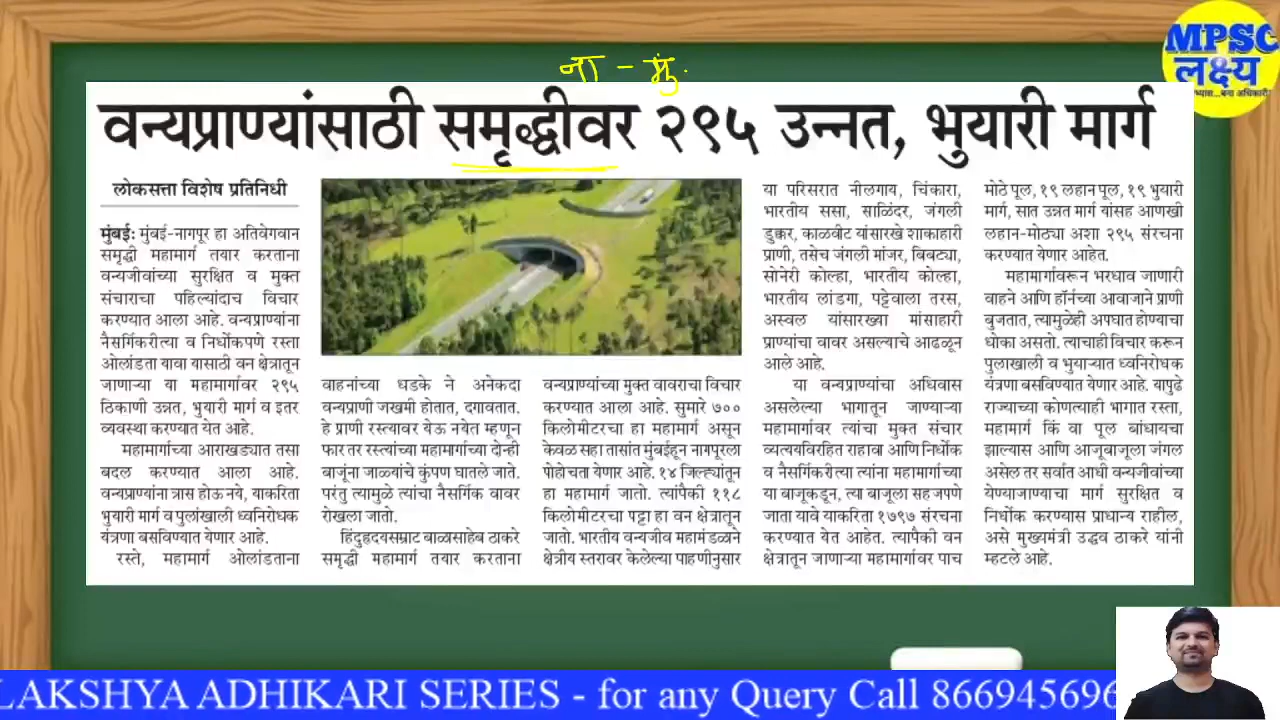 ना - मुं.
MPSC
लक्ष्य
वन्यप्राण्यांसाठी समृद्धीवर २९५ उन्नत, भुयारी मार्ग
लोकसत्ता विशेष प्रतिनिधी
मुंबई: मुंबई-नागपूर हा अतिवेगवान
समृद्धी महामार्ग तयार करताना
वन्यजीवांच्या सुरक्षित व मुक्त
संचाराचा पहिल्यांदाच विचार
करण्यात आला आहे. वन्यप्राण्यांना
नैसर्गिकरीत्या व निर्धोकपणे रस्ता
ओलांडता यावा यासाठी वन क्षेत्रातून
जाणाऱ्या या महामार्गावर २९५
ठिकाणी उन्नत, भुयारी मार्ग व इतर
व्यवस्था करण्यात येत आहे.
महामार्गाच्या आराखड्यात तसा
बदल करण्यात आला आहे.
वन्यप्राण्यांना त्रास होऊ नये, याकरिता
भुयारी मार्ग व पुलांखाली ध्वनिरोधक
यंत्रणा बसविण्यात येणार आहे.
रस्ते, महामार्ग ओलांडताना
वाहनांच्या धडके ने अनेकदा
वन्यप्राणी जखमी होतात, दगावतात.
हे प्राणी रस्त्यावर येऊ नयेत म्हणून
फार तर रस्त्यांच्या महामार्गाच्या दोन्ही
बाजूंना जाळ्यांचे कुंपण घातले जाते.
परंतु त्यामुळे त्यांचा नैसर्गिक वावर
रोखला जातो.
हिंदुहृदयसम्राट बाळासाहेब ठाकरे
समृद्धी महामार्ग तयार करताना
वन्यप्राण्यांच्या मुक्त वावराचा विचार
करण्यात आला आहे. सुमारे ७००
किलोमीटरचा हा महामार्ग असून
केवळ सहा तासांत मुंबईहून नागपूरला
पोहोचता येणार आहे. १४ जिल्ह्यांतून
हा महामार्ग जातो. त्यांपैकी ११८
किलोमीटरचा पट्टा हा वन क्षेत्रातून
जातो. भारतीय वन्यजीव महामंडळाने
क्षेत्रीय स्तरावर केलेल्या पाहणीनुसार
या परिसरात नीलगाय, चिंकारा,
भारतीय ससा, साळिंदर, जंगली
डुक्कर, काळवीट यांसारखे शाकाहारी
प्राणी, तसेच जंगली मांजर, बिबट्या,
सोनेरी कोल्हा, भारतीय कोल्हा,
भारतीय लांडगा, पट्टेवाला तरस,
अस्वल यांसारख्या मांसाहारी
प्राण्यांचा वावर असल्याचे आढळून
आले आहे.
या वन्यप्राण्यांचा अधिवास
असलेल्या भागातून जाण्याऱ्या
महामार्गावर त्यांचा मुक्त संचार
व्यत्ययविरहित राहावा आणि निर्धोक
व नैसर्गिकरीत्या त्यांना महामार्गाच्या
या बाजूकडून, त्या बाजूला सहजपणे
जाता यावे याकरिता १७९७ संरचना
करण्यात येत आहेत. त्यापैकी वन
क्षेत्रातून जाणाऱ्या महामार्गावर पाच
मोठे पूल, १९ लहान पूल, १९ भुयारी
मार्ग, सात उन्नत मार्ग यांसह आणखी
लहान-मोठ्या अशा २९५ संरचना
करण्यात येणार आहेत.
महामार्गावरून भरधाव जाणारी
वाहने आणि हॉर्नच्या आवाजाने प्राणी
बुजतात, त्यामुळेही अपघात होण्याचा
धोका असतो. त्याचाही विचार करून
पुलाखाली व भुयाऱ्यात ध्वनिरोधक
यंत्रणा बसविण्यात येणार आहे. यापुढे
राज्याच्या कोणत्याही भागात रस्ता,
महामार्ग किं वा पूल बांधायचा
झाल्यास आणि आजूबाजूला जंगल
असेल तर सर्वात आधी वन्यजीवांच्या
येण्याजाण्याचा मार्ग सुरक्षित व
निर्धोक करण्यास प्राधान्य राहील,
असे मुख्यमंत्री उद्धव ठाकरे यांनी
म्हटले आहे.
LAKSHYA ADHIKARI SERIES - for any Query Call 866945696